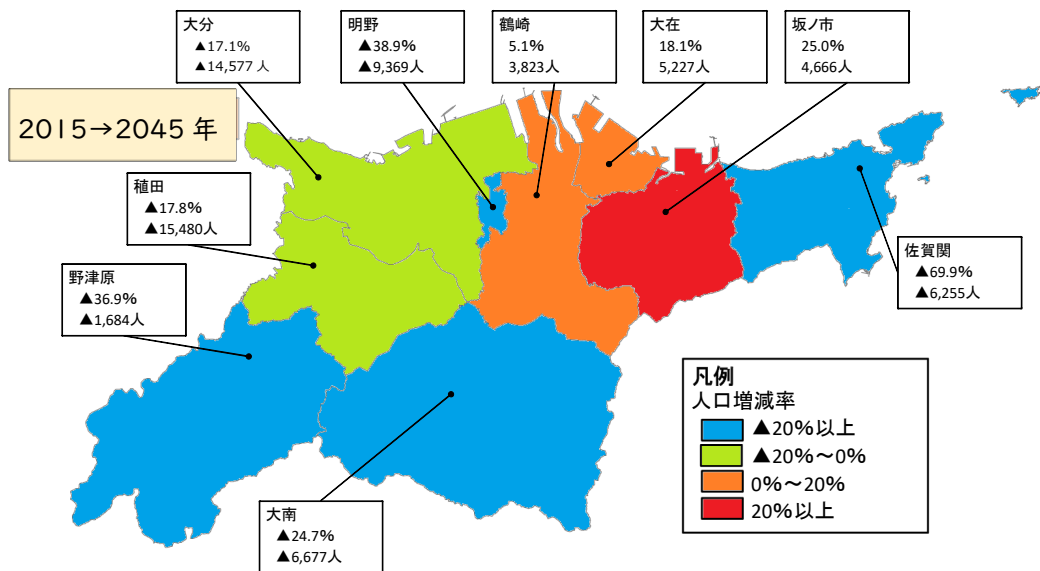 大分
▲17.1%
▲14,577 人
明野
▲38.9%
▲9,369人
鶴崎
5.1%
3,823人
大在
18.1%
5,227人
坂ノ市
25.0%
4,666人
2015→2045 年
稙田
▲17.8%
▲15,480人
野津原
▲36.9%
▲1,684人
佐賀関
▲69.9%
▲6,255人
大南
▲24.7%
▲6,677人
凡例
人口増減率
▲20%以上
▲20%～0%
0%～20%
20%以上